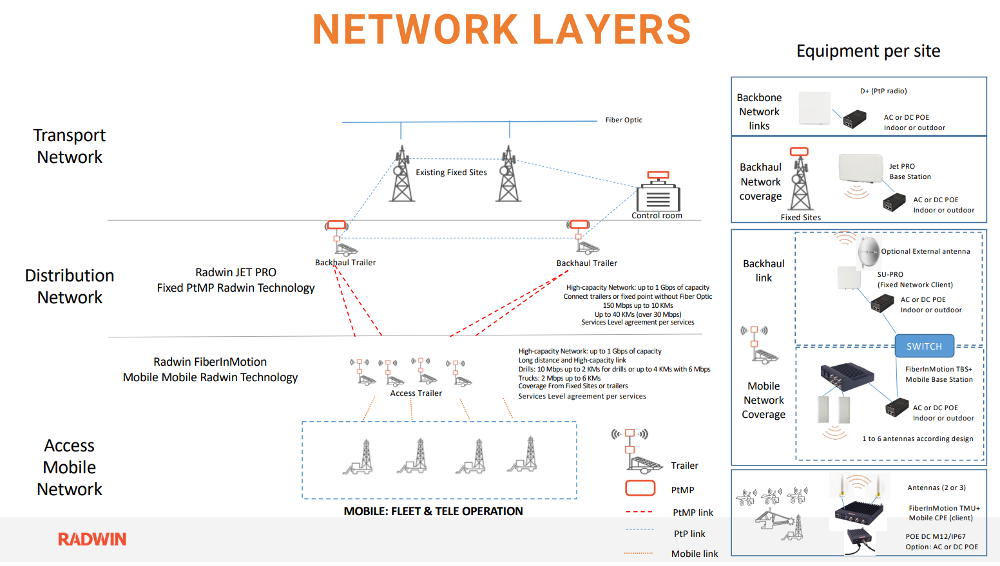 NETWORK LAYERS
Equipment per site
Transport
Network
Fiber Optic
Existing Fixed Sites
Control room
Distribution
Network
Radwin JET PRO
Fixed PtMP Radwin Technology
Backhaul Trailer
Backhaul Trailer
High-capacity Network: up to 1 Gbps of capacity
Connect trailers or fixed point without Fiber Optic
150 Mbps up to 10 KMs
Up to 40 KMs (over 30 Mbps)
Services Level agreement per services
Radwin FiberInMotion
Mobile Mobile Radwin Technology
Access Trailer
High-capacity Network: up to 1 Gbps of capacity
Long distance and High-capacity link
Drills: 10 Mbps up to 2 KMs for drills or up to 4 KMs with 6 Mbps
Trucks: 2 Mbps up to 6 KMs
Coverage From Fixed Sites or trailers
Services Level agreement per services
Access
Mobile
Network
MOBILE: FLEET & TELE OPERATION
Trailer
PtMP
PtMP link
PtP link
Mobile link
RADWIN
Backbone
Network
links
D+ (PtP radio)
AC or DC POE
Indoor or outdoor
Backhaul
Network
coverage
Fixed Sites
Jet PRO
Base Station
AC or DC POE
Indoor or outdoor
Backhaul
link
Optional External antenna
SU-PRO
(Fixed Network Client)
AC or DC POE
Indoor or outdoor
SWITCH
Mobile
Network
Coverage
FiberInMotion TBS+
Mobile Base Station
AC or DC POE
Indoor or outdoor
1 to 6 antennas according design
Antennas (2 or 3)
FiberInMotion TMU+
Mobile CPE (client)
POE DC M12/IP67
Option: AC or DC POE